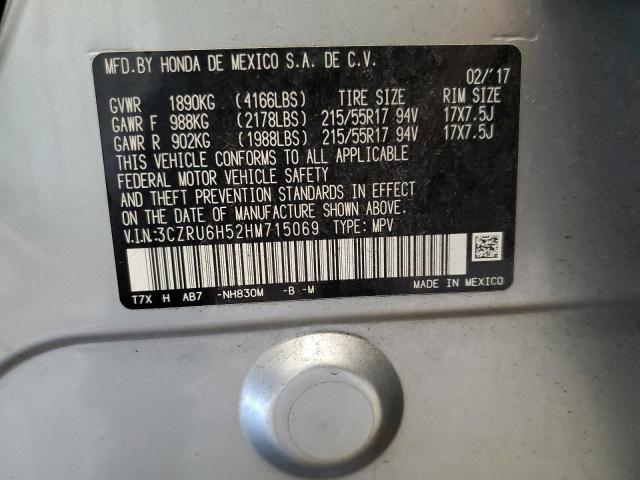 MFD.BY HONDA DE MEXICO S.A. DE C.V. 02/'17
GVWR 1890KG (4166LBS) TIRE SIZE RIM SIZE
GAWR F 988KG (2178LBS) 215/55R17 94V 17X7.5J
GAWR R 902KG (1988LBS) 215/55R17 94V 17X7.5J
THIS VEHICLE CONFORMS TO ALL APPLICABLE
FEDERAL MOTOR VEHICLE SAFETY
AND THEFT PREVENTION STANDARDS IN EFFECT
ON THE DATE OF MANUFACTURE SHOWN ABOVE.
V.I.N.:3CZRU6H52HM715069 TYPE: MPV
T7X H AB7 -NH830M -B -M MADE IN MEXICO